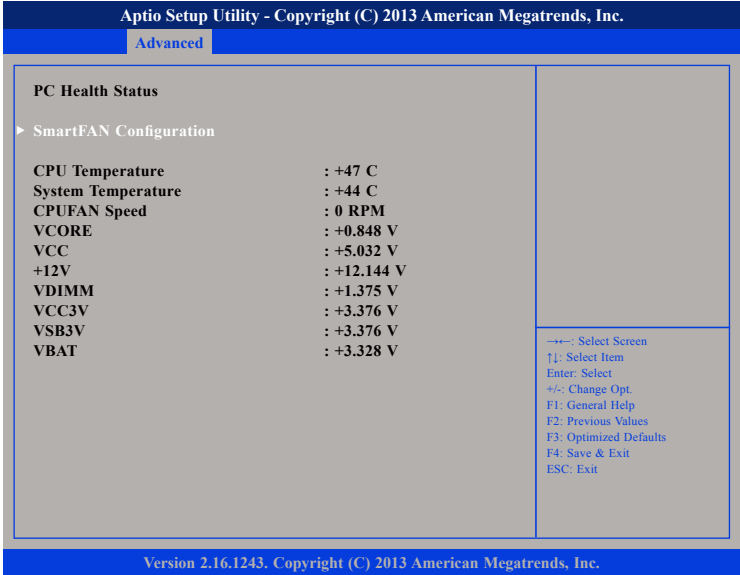 Aptio Setup Utility - Copyright (C) 2013 American Megatrends, Inc.
Advanced
PC Health Status
SmartFAN Configuration
CPU Temperature : +47 C
System Temperature : +44 C
CPUFAN Speed : 0 RPM
VCORE : +0.848 V
VCC : +5.032 V
+12V : +12.144 V
VDIMM : +1.375 V
VCC3V : +3.376 V
VSB3V : +3.376 V
VBAT : +3.328 V
→←: Select Screen
↑↓: Select Item
Enter: Select
+/-: Change Opt.
F1: General Help
F2: Previous Values
F3: Optimized Defaults
F4: Save & Exit
ESC: Exit
Version 2.16.1243. Copyright (C) 2013 American Megatrends, Inc.